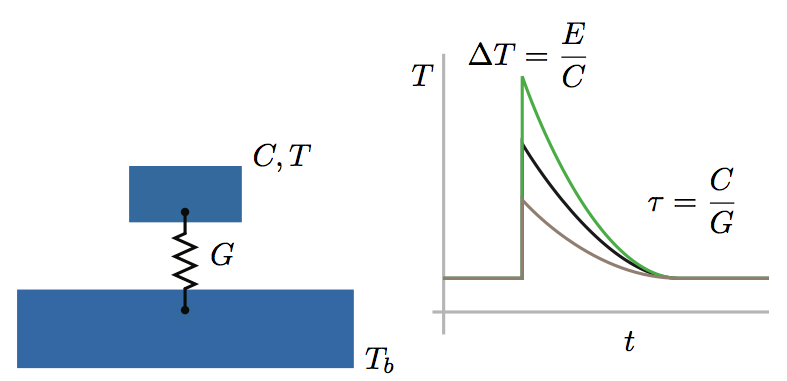 C, T
G
T_b
T
ΔT = E/C
τ = C/G
t